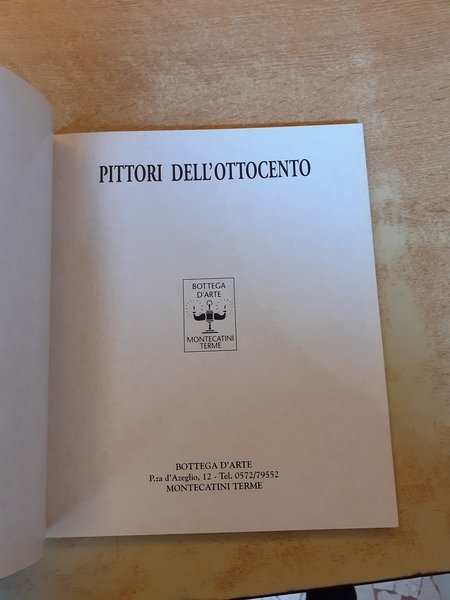 PITTORI DELL'OTTOCENTO
BOTTEGA
D'ARTE
MONTECATINI
TERME
BOTTEGA D'ARTE
P.za d'Azeglio, 12 - Tel. 0572/79552
MONTECATINI TERME